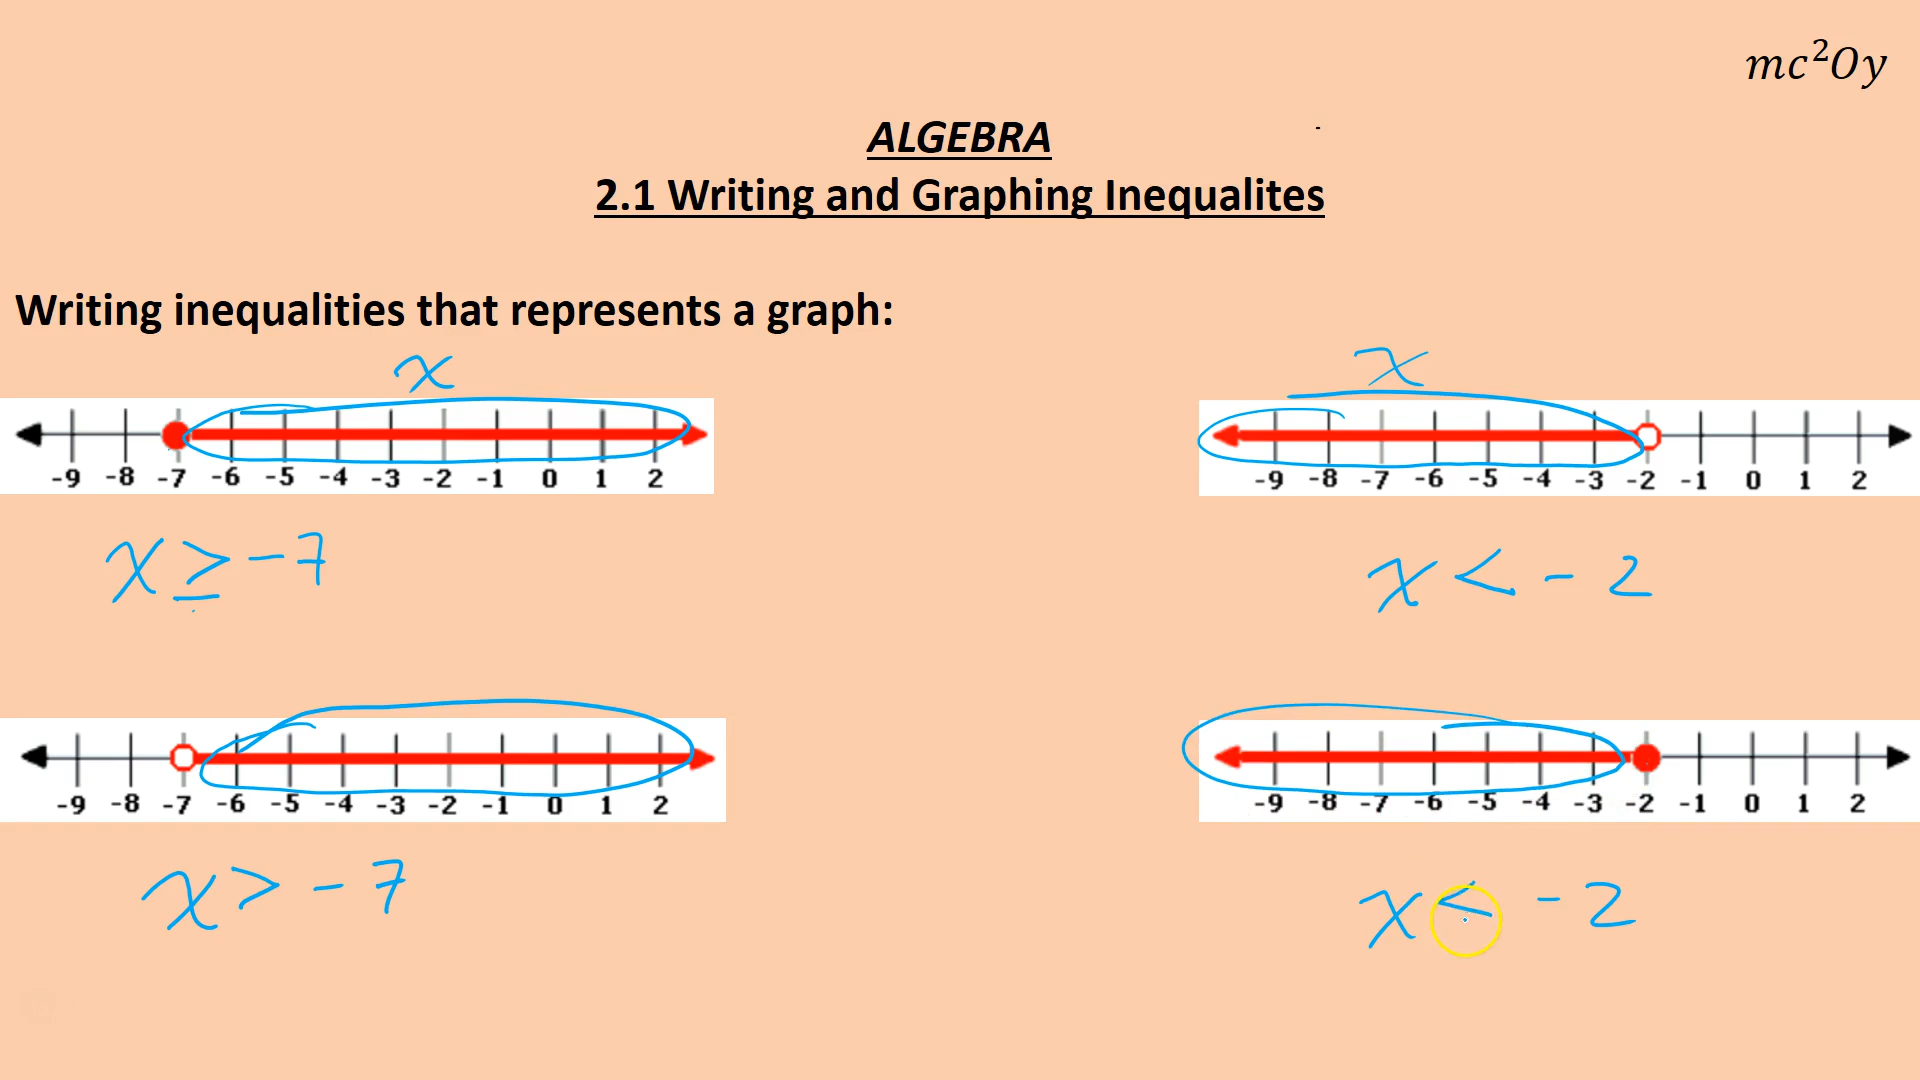 mc²Oy
ALGEBRA
2.1 Writing and Graphing Inequalites
Writing inequalities that represents a graph:
x
x
-9 -8 -7 -6 -5 -4 -3 -2 -1 0 1 2
-9 -8 -7 -6 -5 -4 -3 -2 -1 0 1 2
x ≥ -7
x < -2
-9 -8 -7 -6 -5 -4 -3 -2 -1 0 1 2
-9 -8 -7 -6 -5 -4 -3 -2 -1 0 1 2
x > -7
x < -2